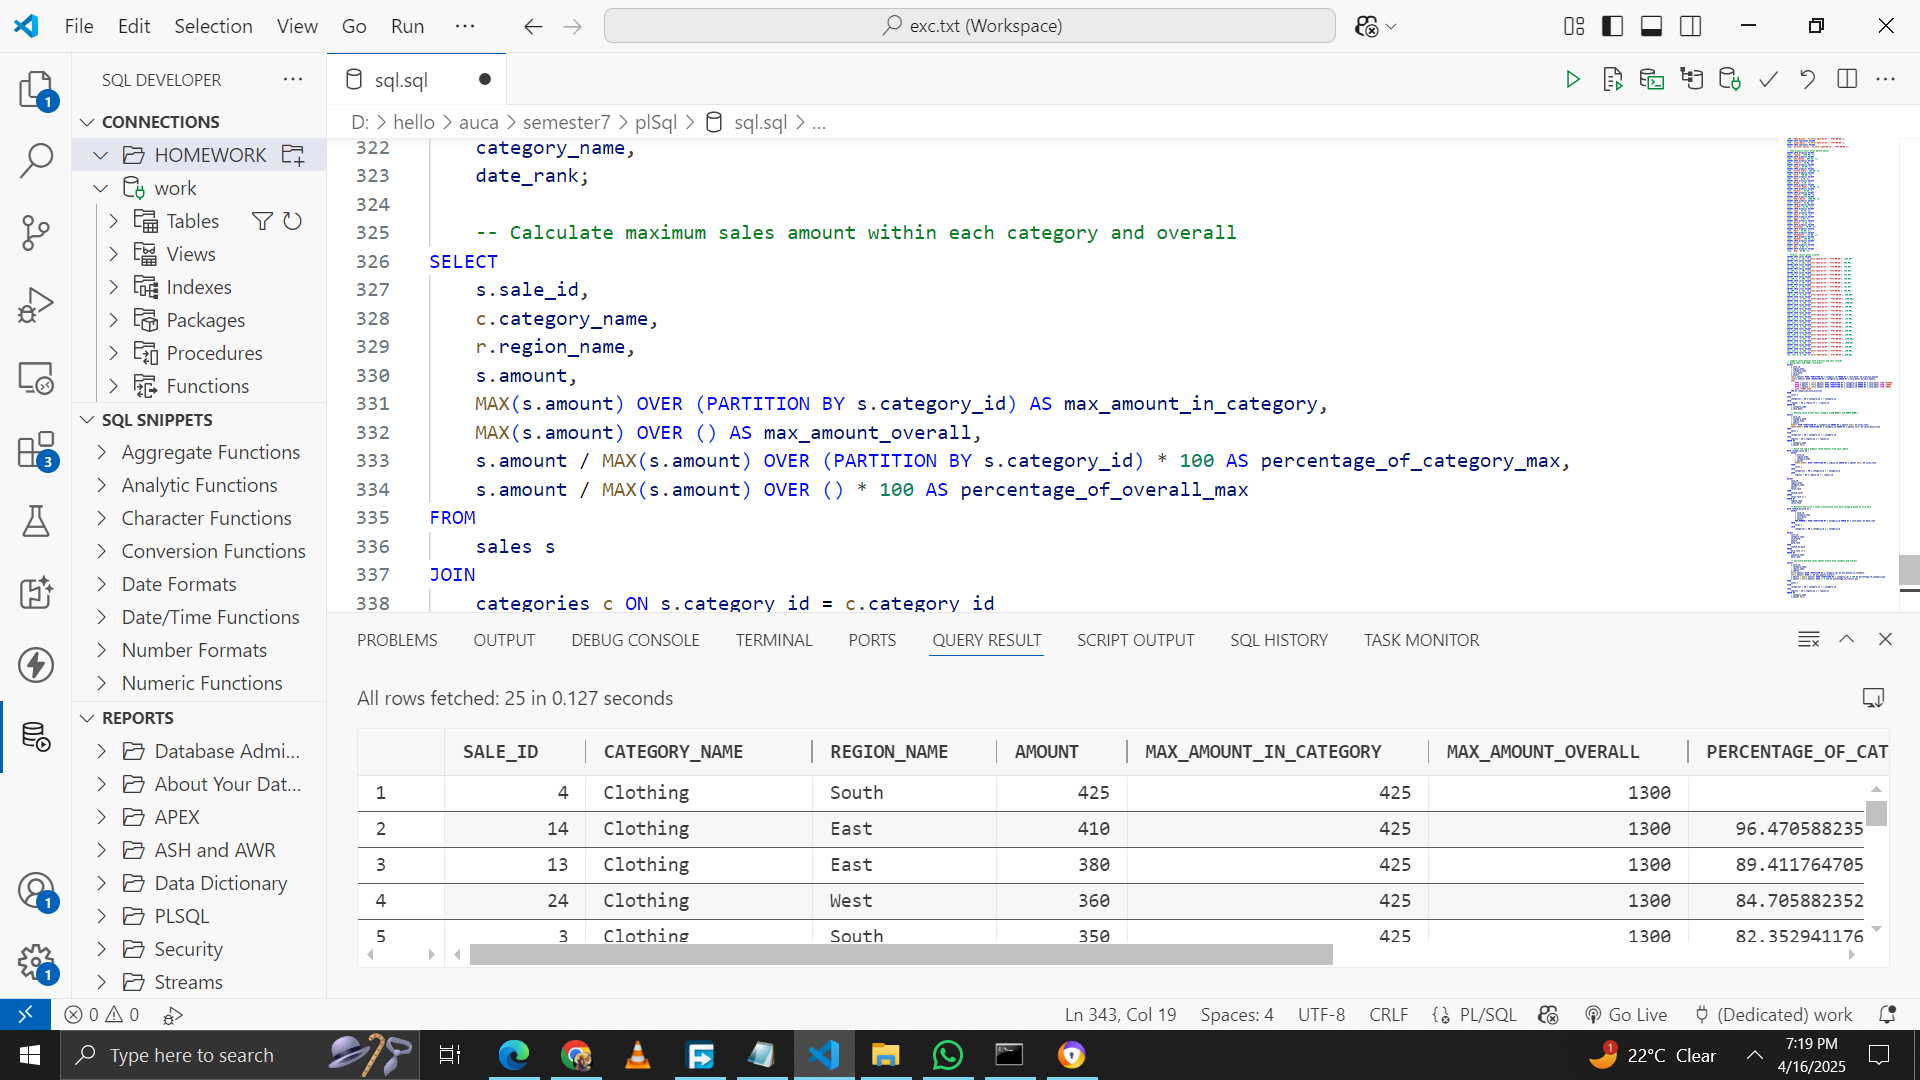 File Edit Selection View Go Run ···
exc.txt (Workspace)
SQL DEVELOPER
CONNECTIONS
HOMEWORK
work
Tables
Views
Indexes
Packages
Procedures
Functions
SQL SNIPPETS
Aggregate Functions
Analytic Functions
Character Functions
Conversion Functions
Date Formats
Date/Time Functions
Number Formats
Numeric Functions
REPORTS
Database Admi...
About Your Dat...
APEX
ASH and AWR
Data Dictionary
PLSQL
Security
Streams
1
3
1
1
sql.sql
D: > hello > auca > semester7 > plSql > sql.sql > ...
322 category_name,
323 date_rank;
324
325 -- Calculate maximum sales amount within each category and overall
326 SELECT
327 s.sale_id,
328 c.category_name,
329 r.region_name,
330 s.amount,
331 MAX(s.amount) OVER (PARTITION BY s.category_id) AS max_amount_in_category,
332 MAX(s.amount) OVER () AS max_amount_overall,
333 s.amount / MAX(s.amount) OVER (PARTITION BY s.category_id) * 100 AS percentage_of_category_max,
334 s.amount / MAX(s.amount) OVER () * 100 AS percentage_of_overall_max
335 FROM
336 sales s
337 JOIN
338 categories c ON s.category_id = c.category_id
PROBLEMS OUTPUT DEBUG CONSOLE TERMINAL PORTS QUERY RESULT SCRIPT OUTPUT SQL HISTORY TASK MONITOR
All rows fetched: 25 in 0.127 seconds
SALE_ID CATEGORY_NAME REGION_NAME AMOUNT MAX_AMOUNT_IN_CATEGORY MAX_AMOUNT_OVERALL PERCENTAGE_OF_CAT
1 4 Clothing South 425 425 1300
2 14 Clothing East 410 425 1300 96.470588235
3 13 Clothing East 380 425 1300 89.411764705
4 24 Clothing West 360 425 1300 84.705882352
5 3 Clothing South 350 425 1300 82.352941176
0 0 Ln 343, Col 19 Spaces: 4 UTF-8 CRLF {} PL/SQL Go Live (Dedicated) work
Type here to search
1
22°C Clear
7:19 PM
4/16/2025